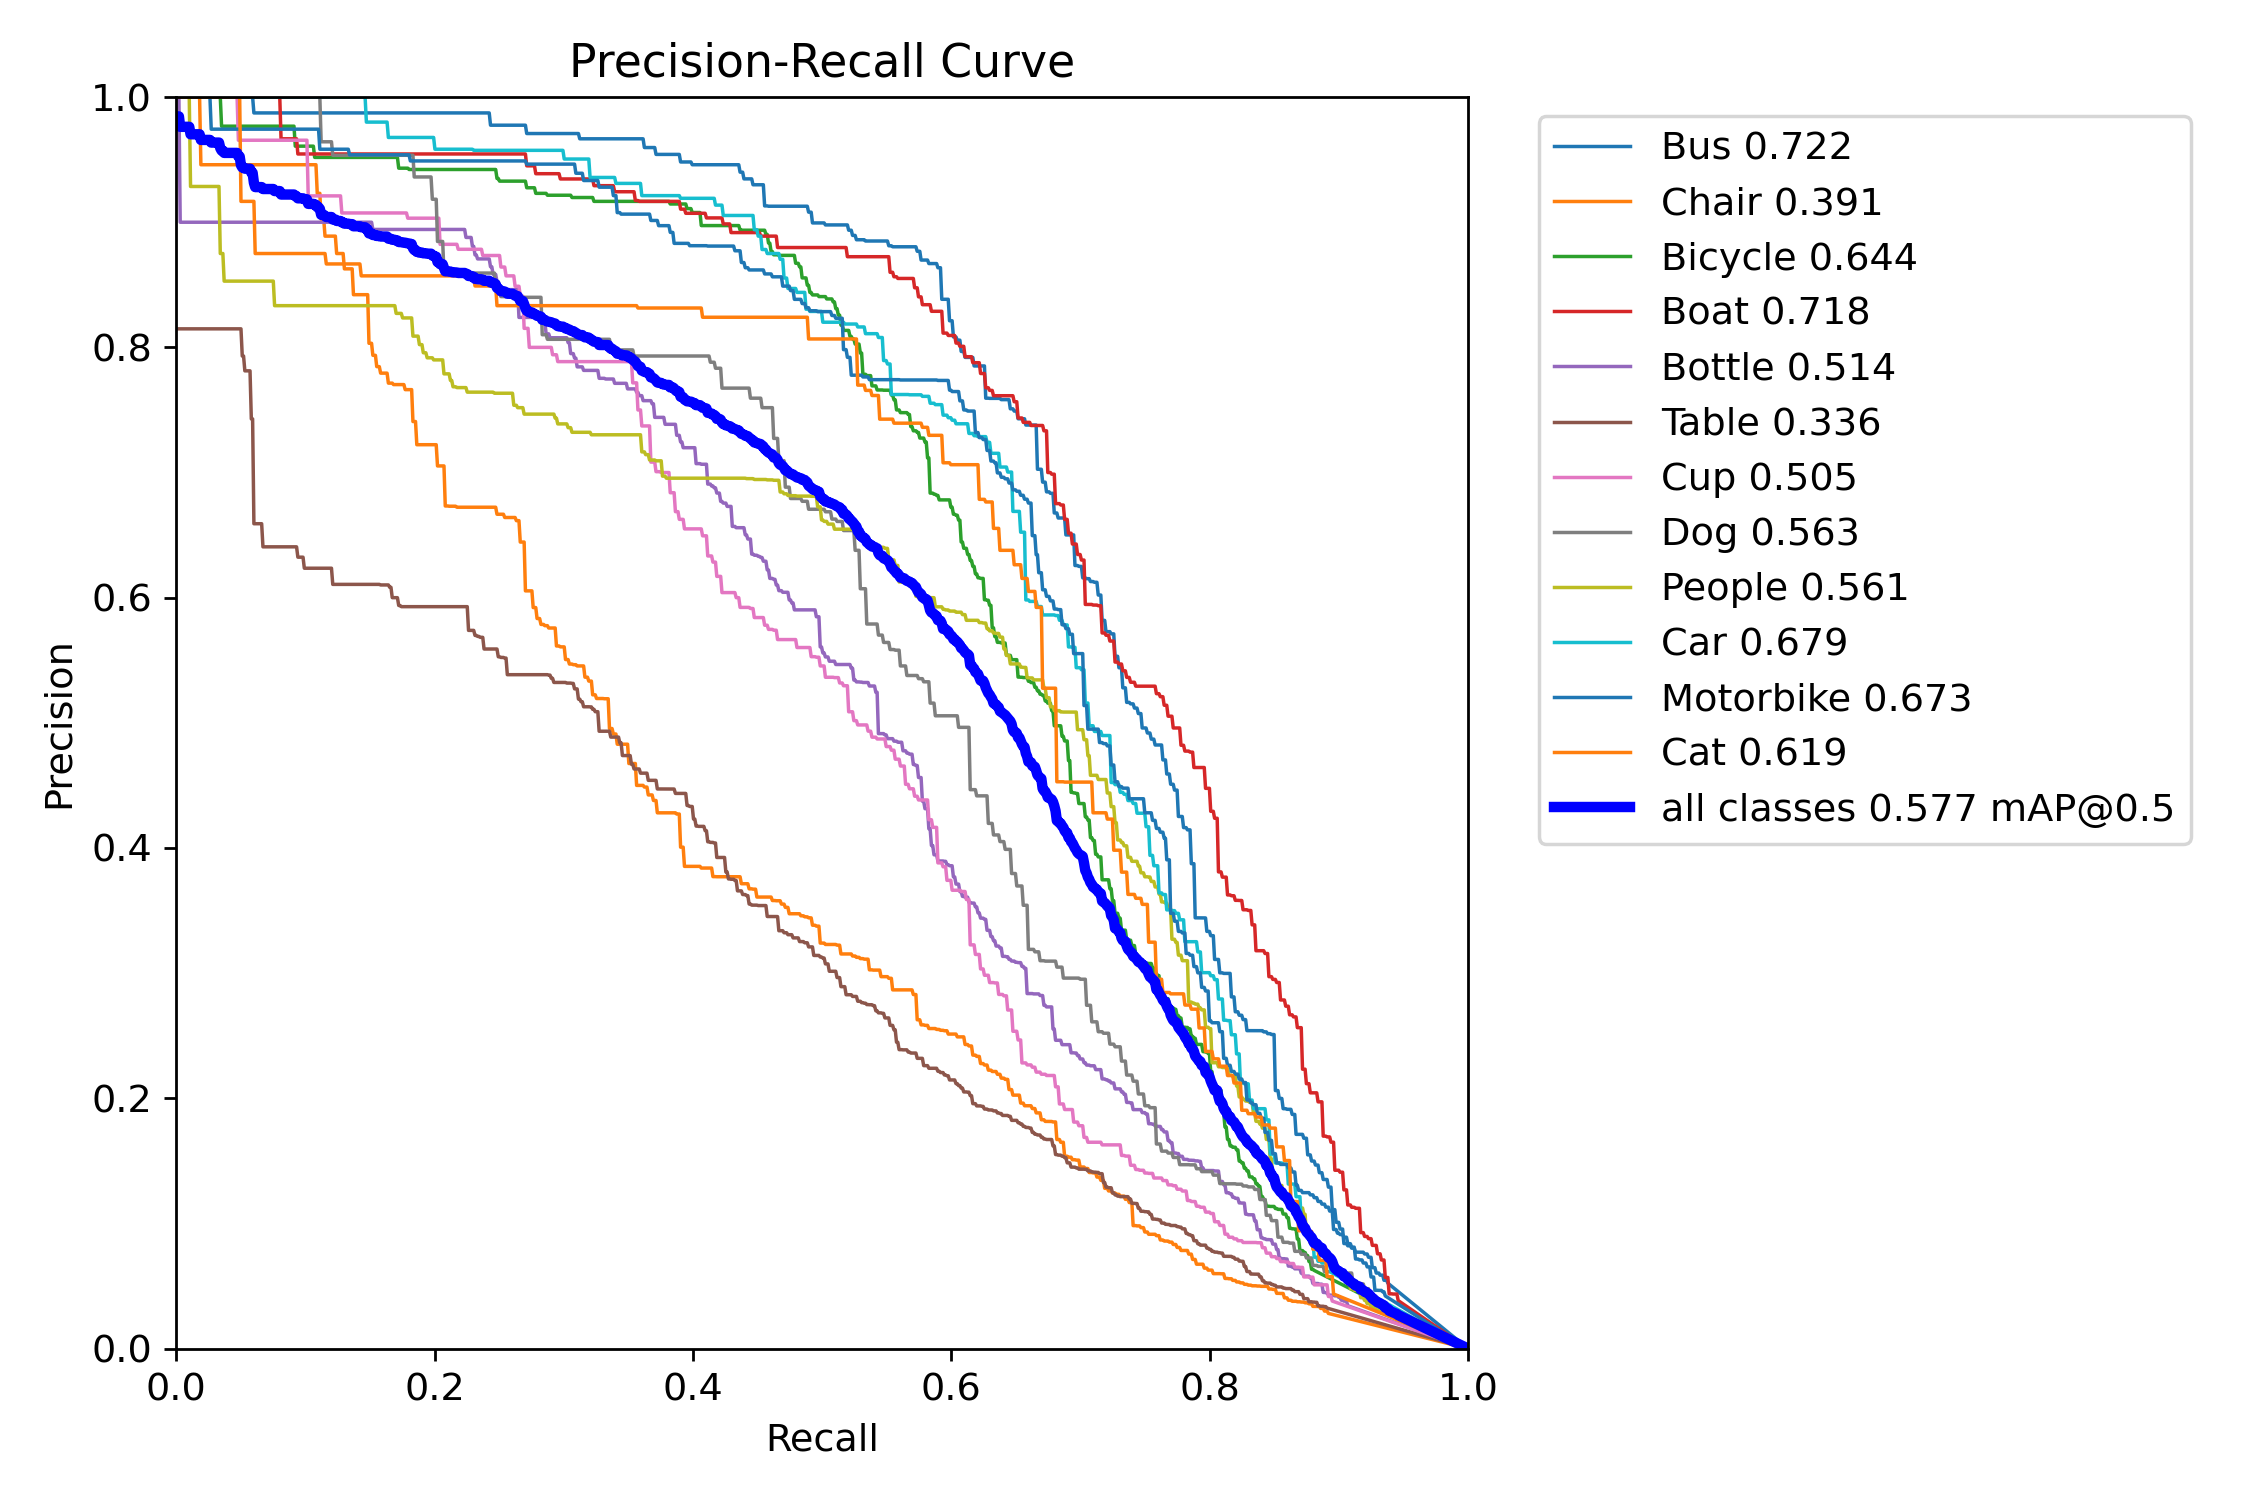 Precision-Recall Curve
1.0
0.8
0.6
0.4
0.2
0.0
Precision
0.0 0.2 0.4 0.6 0.8 1.0
Recall
Bus 0.722
Chair 0.391
Bicycle 0.644
Boat 0.718
Bottle 0.514
Table 0.336
Cup 0.505
Dog 0.563
People 0.561
Car 0.679
Motorbike 0.673
Cat 0.619
all classes 0.577 mAP@0.5